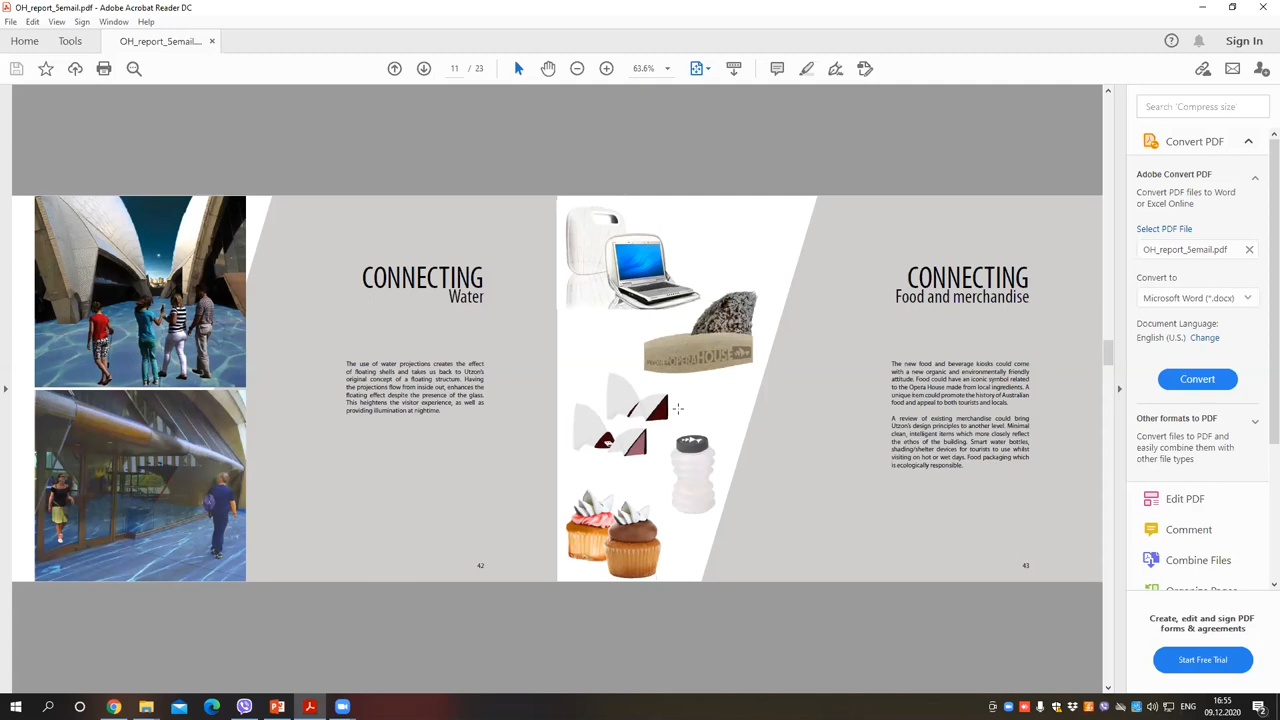 OH_report_5email.pdf - Adobe Acrobat Reader DC
File Edit View Sign Window Help
Home Tools OH_report_5email.... ×
Sign In
11 / 23
63.6%
CONNECTING
Water
The use of water projections creates the effect
of floating shells and takes us back to Utzon's
original concept of a floating structure. Having
the projections flow from inside out, enhances the
floating effect despite the presence of the glass.
This heightens the visitor experience, as well as
providing illumination at nightime.
42
OPERAHOUSE
CONNECTING
Food and merchandise
The new food and beverage kiosks could come
with a new organic and environmentally friendly
attitude. Food could have an iconic symbol related
to the Opera House made from local ingredients. A
unique item could promote the history of Australian
food and appeal to both tourists and locals.
A review of existing merchandise could bring
Utzon's design principles to another level. Minimal
clean, intelligent items which more closely reflect
the ethos of the building. Smart water bottles,
shading/shelter devices for tourists to use whilst
visiting on hot or wet days. Food packaging which
is ecologically responsible.
43
Search 'Compress size'
Convert PDF
Adobe Convert PDF
Convert PDF files to Word
or Excel Online
Select PDF File
OH_report_5email.pdf
Convert to
Microsoft Word (*.docx)
Document Language:
English (U.S.) Change
Convert
Other formats to PDF
Convert files to PDF and
easily combine them with
other file types
Edit PDF
Comment
Combine Files
Organize Pages
Create, edit and sign PDF
forms & agreements
Start Free Trial
16:55
09.12.2020
2